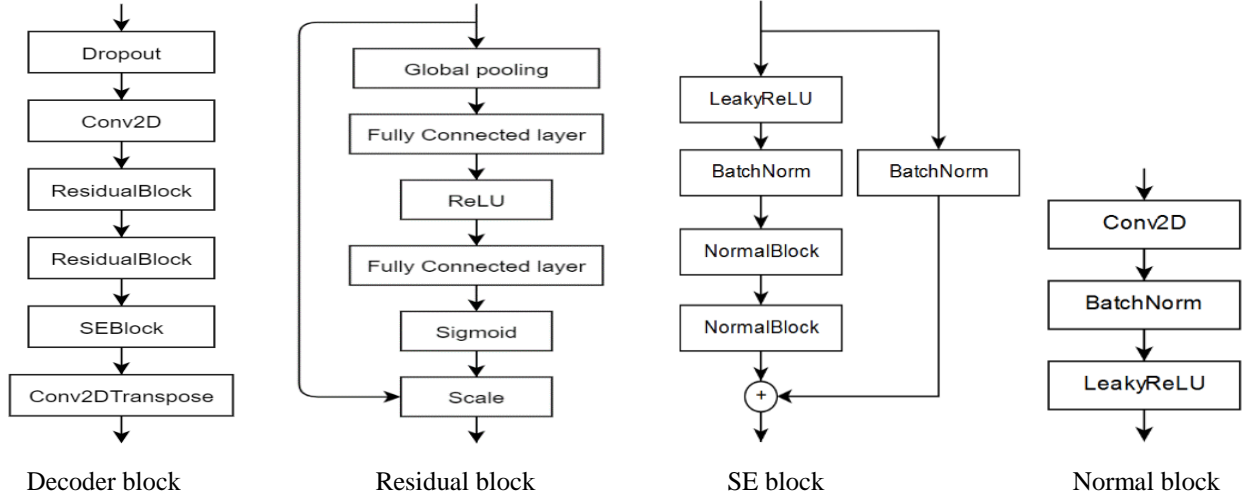 Dropout
Conv2D
ResidualBlock
ResidualBlock
SEBlock
Conv2DTranspose
Decoder block
Global pooling
Fully Connected layer
ReLU
Fully Connected layer
Sigmoid
Scale
Residual block
LeakyReLU
BatchNorm
NormalBlock
NormalBlock
+
BatchNorm
SE block
Conv2D
BatchNorm
LeakyReLU
Normal block